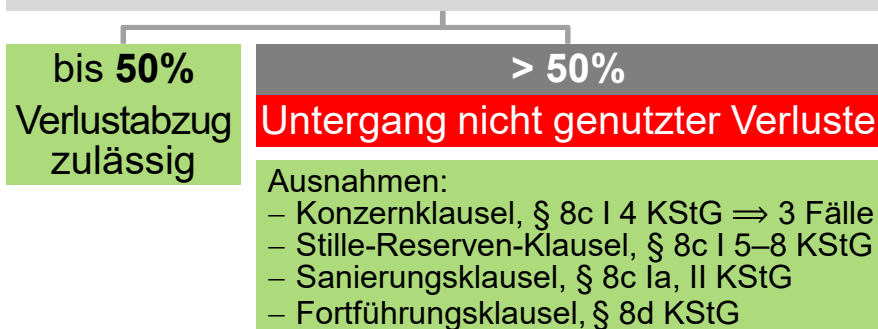 bis 50%
Verlustabzug
zulässig
> 50%
Untergang nicht genutzter Verluste
Ausnahmen:
– Konzernklausel, § 8c I 4 KStG ⟹ 3 Fälle
– Stille-Reserven-Klausel, § 8c I 5–8 KStG
– Sanierungsklausel, § 8c Ia, II KStG
– Fortführungsklausel, § 8d KStG